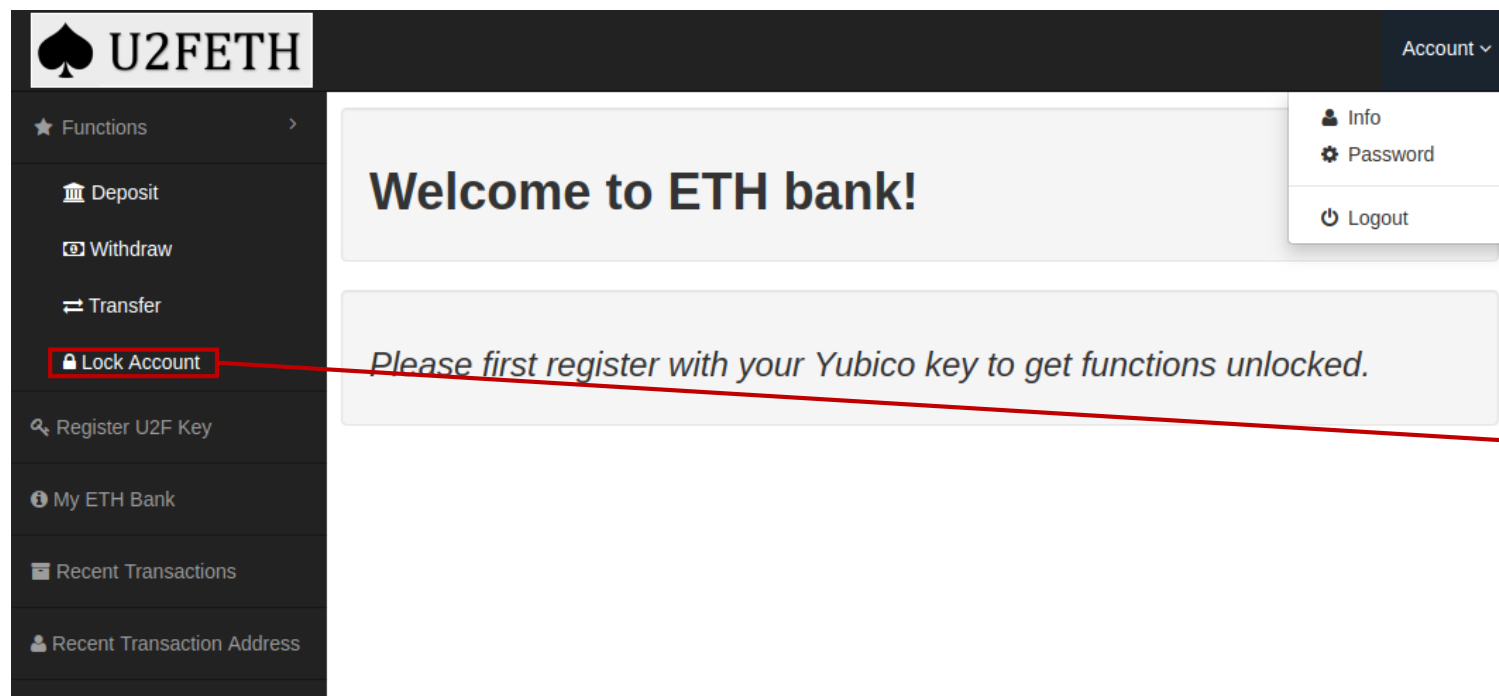 U2FETH
Account
Functions
Deposit
Withdraw
Transfer
Lock Account
Register U2F Key
My ETH Bank
Recent Transactions
Recent Transaction Address
Welcome to ETH bank!
Please first register with your Yubico key to get functions unlocked.
Info
Password
Logout